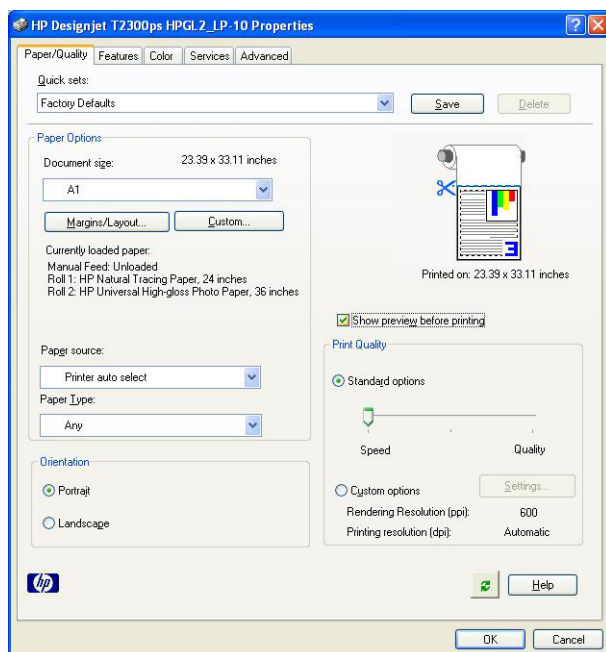 HP Designjet T2300ps HPGL2_LP-10 Properties
Paper/Quality Features Color Services Advanced
Quick sets:
Factory Defaults Save Delete
Paper Options
Document size: 23.39 x 33.11 inches
A1
Margins/Layout... Custom...
Currently loaded paper:
Manual Feed: Unloaded
Roll 1: HP Natural Tracing Paper, 24 inches
Roll 2: HP Universal High-gloss Photo Paper, 36 inches
Paper source:
Printer auto select
Paper Type:
Any
Orientation
Portrait
Landscape
3
Printed on: 23.39 x 33.11 inches
Show preview before printing
Print Quality
Standard options
Speed Quality
Custom options Settings...
Rendering Resolution (ppi): 600
Printing resolution (dpi): Automatic
hp
Help
OK Cancel